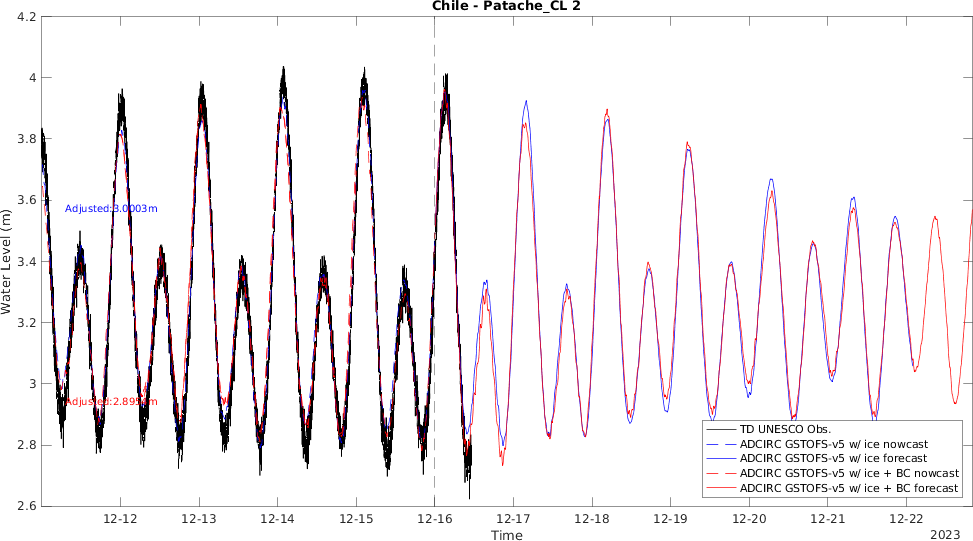 Chile - Patache_CL 2
4.2
4
3.8
3.6
3.4
3.2
3
2.8
2.6
Water Level (m)
Adjusted:3.0003m
12-12
12-13
12-14
12-15
12-16
12-17
12-18
12-19
12-20
12-21
12-22
Time
2023
TD UNESCO Obs.
ADCIRC GSTOFS-v5 w/ ice nowcast
ADCIRC GSTOFS-v5 w/ ice forecast
ADCIRC GSTOFS-v5 w/ ice + BC nowcast
ADCIRC GSTOFS-v5 w/ ice + BC forecast